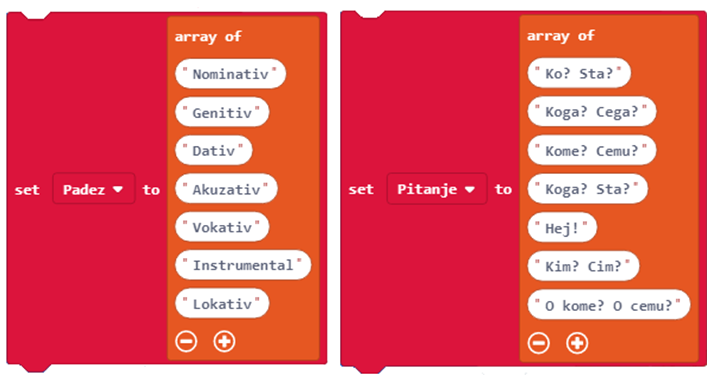 array of
" Nominativ "
" Genitiv "
" Dativ "
set Padez to
" Akuzativ "
" Vokativ "
" Instrumental "
" Lokativ "
array of
" Ko? Sta? "
" Koga? Cega? "
" Kome? Cemu? "
set Pitanje to
" Koga? Sta? "
" Hej! "
" Kim? Cim? "
" O kome? O cemu? "